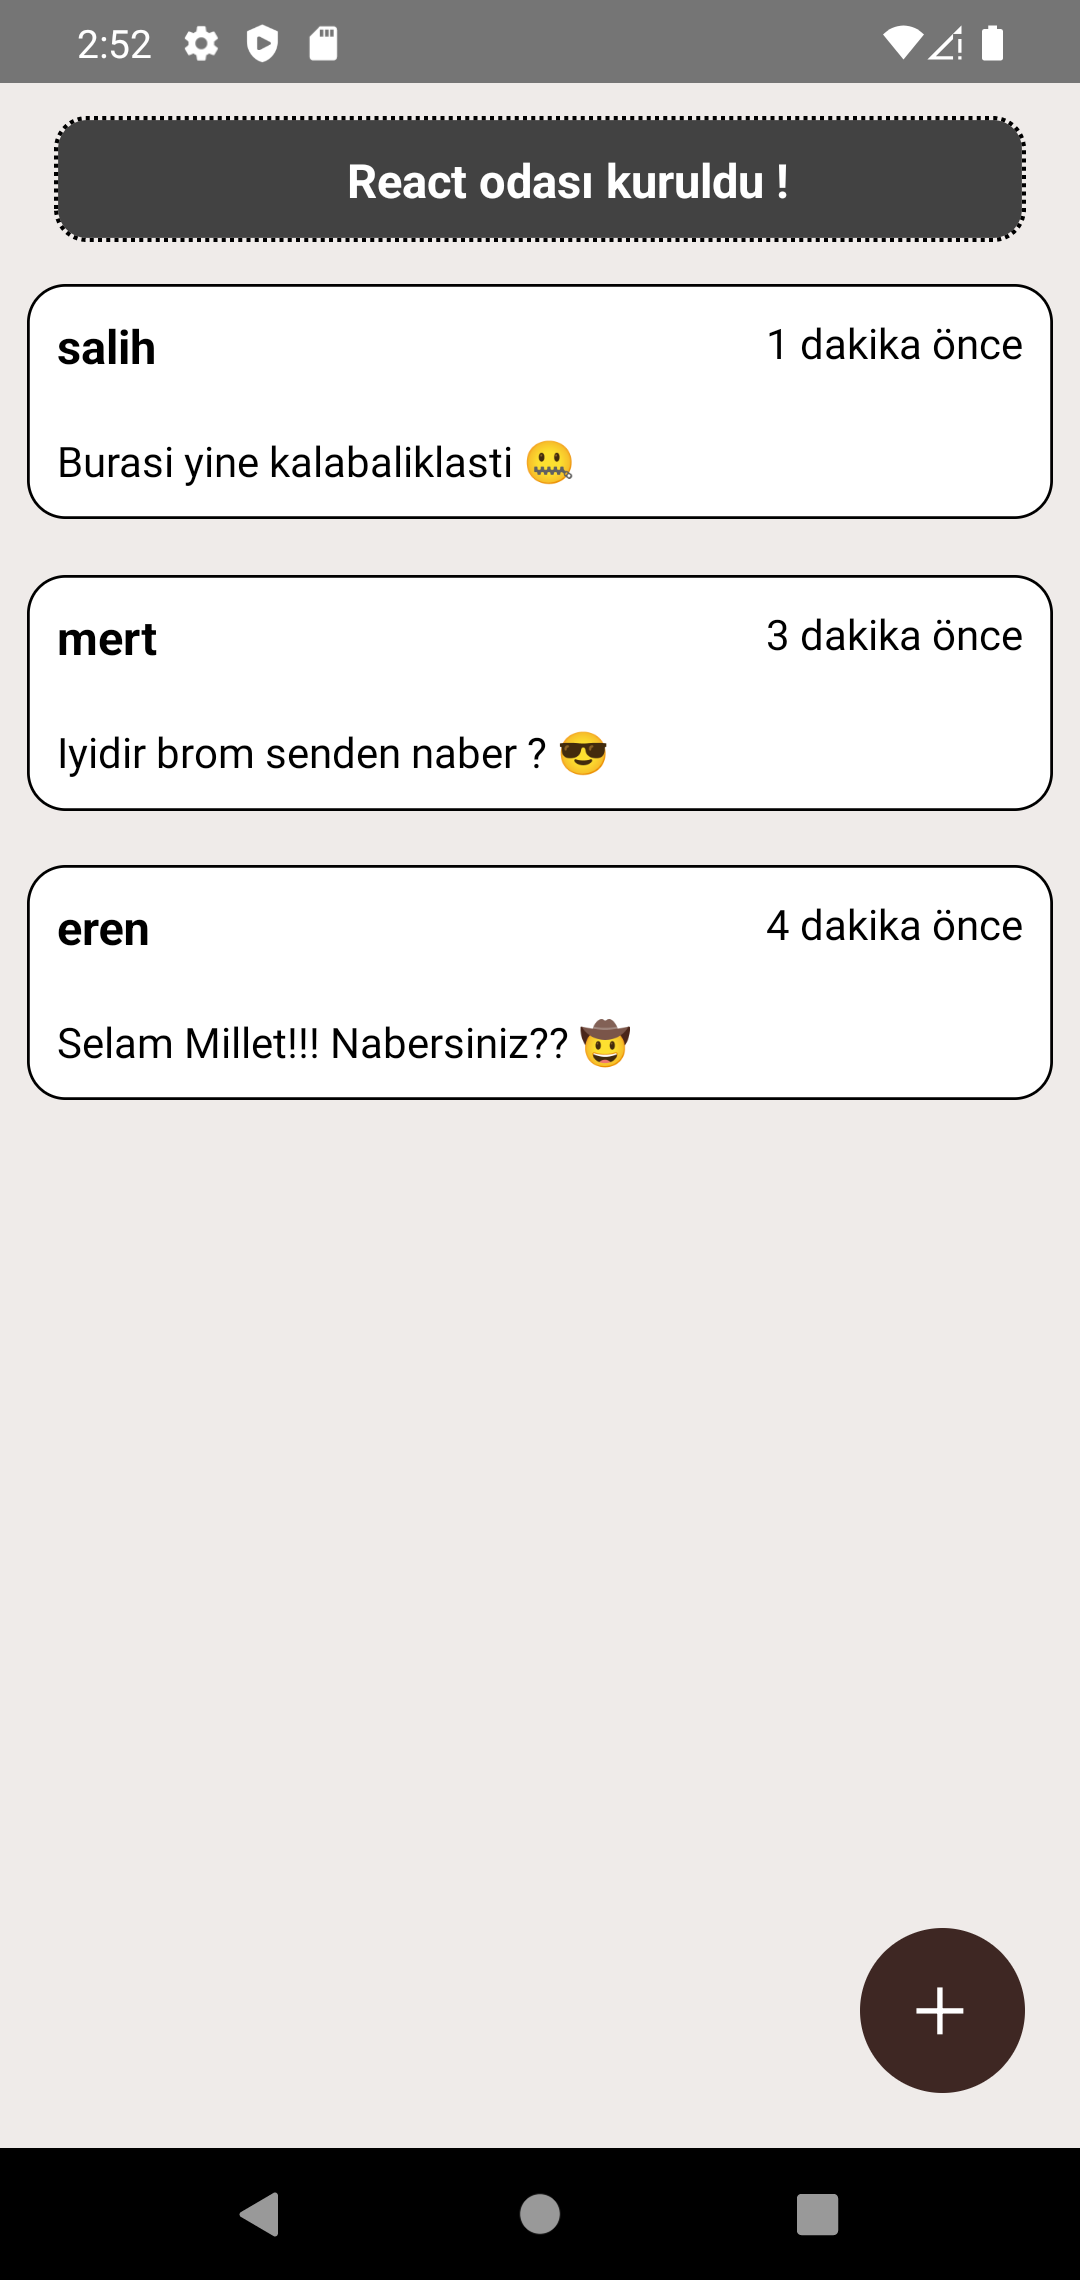 2:52
React odası kuruldu !
salih
1 dakika önce
Burasi yine kalabaliklasti 🤐
mert
3 dakika önce
Iyidir brom senden naber ? 😎
eren
4 dakika önce
Selam Millet!!! Nabersiniz?? 🤠